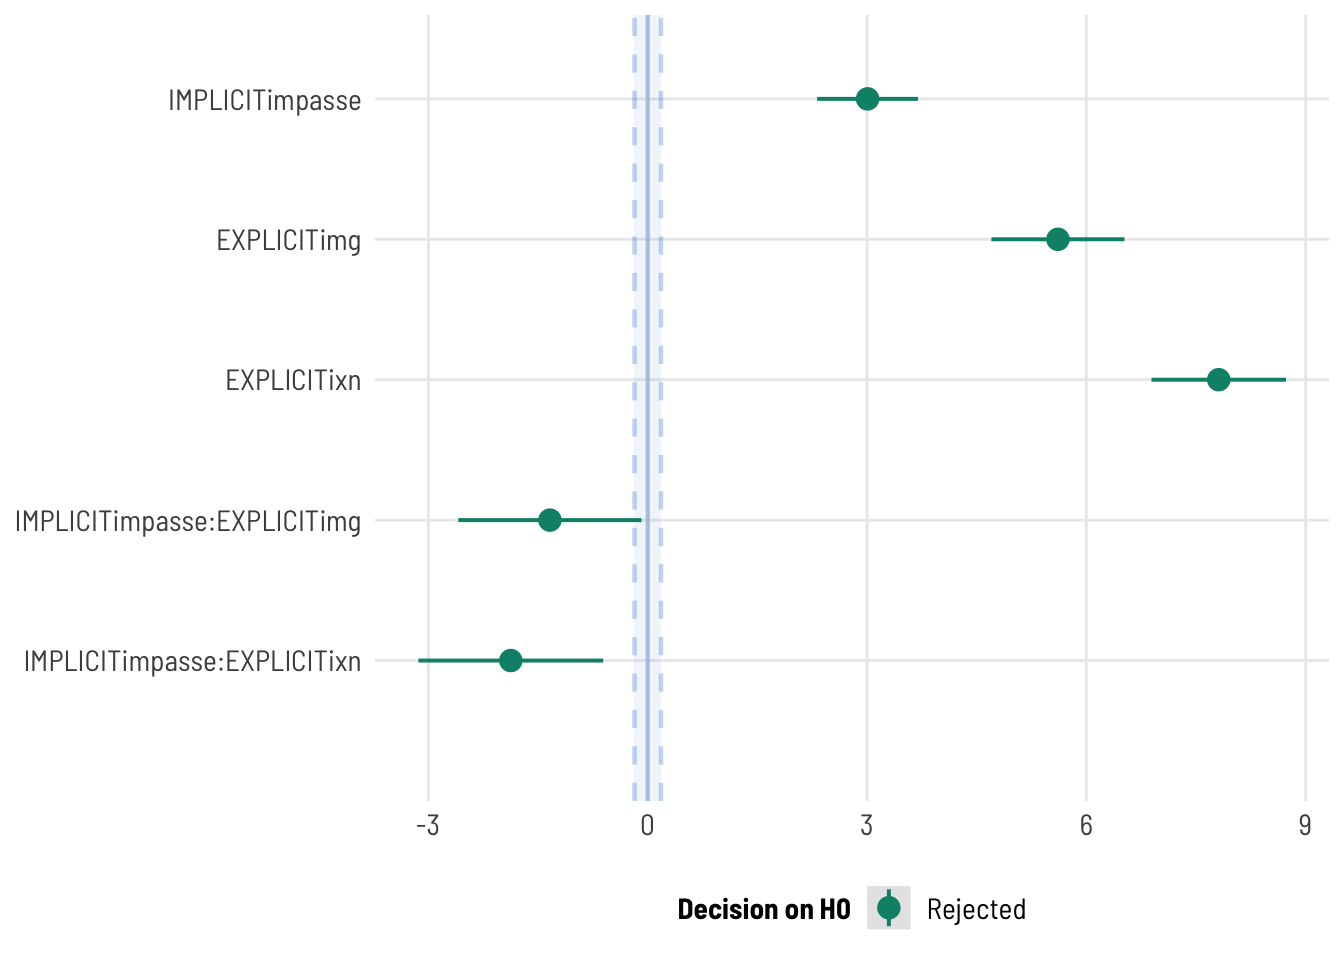 IMPLICITimpasse
EXPLICITimg
EXPLICITixn
IMPLICITimpasse:EXPLICITimg
IMPLICITimpasse:EXPLICITixn
-3 0 3 6 9
Decision on H0 Rejected